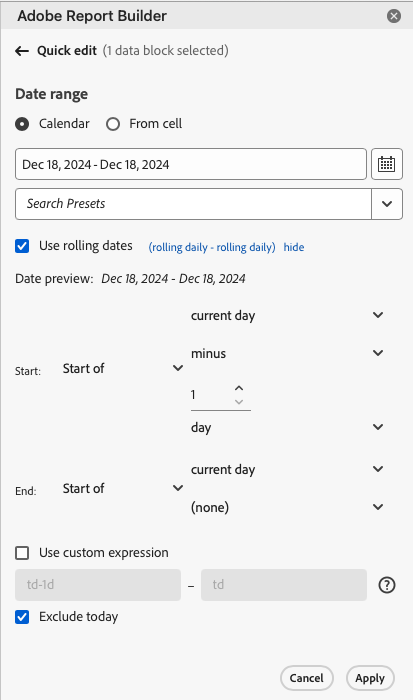 Adobe Report Builder
Quick edit (1 data block selected)
Date range
Calendar From cell
Dec 18, 2024 - Dec 18, 2024
Search Presets
Use rolling dates (rolling daily - rolling daily) hide
Date preview: Dec 18, 2024 - Dec 18, 2024
current day
minus
Start: Start of
1
day
current day
End: Start of
(none)
Use custom expression
td-1d – td
Exclude today
Cancel Apply